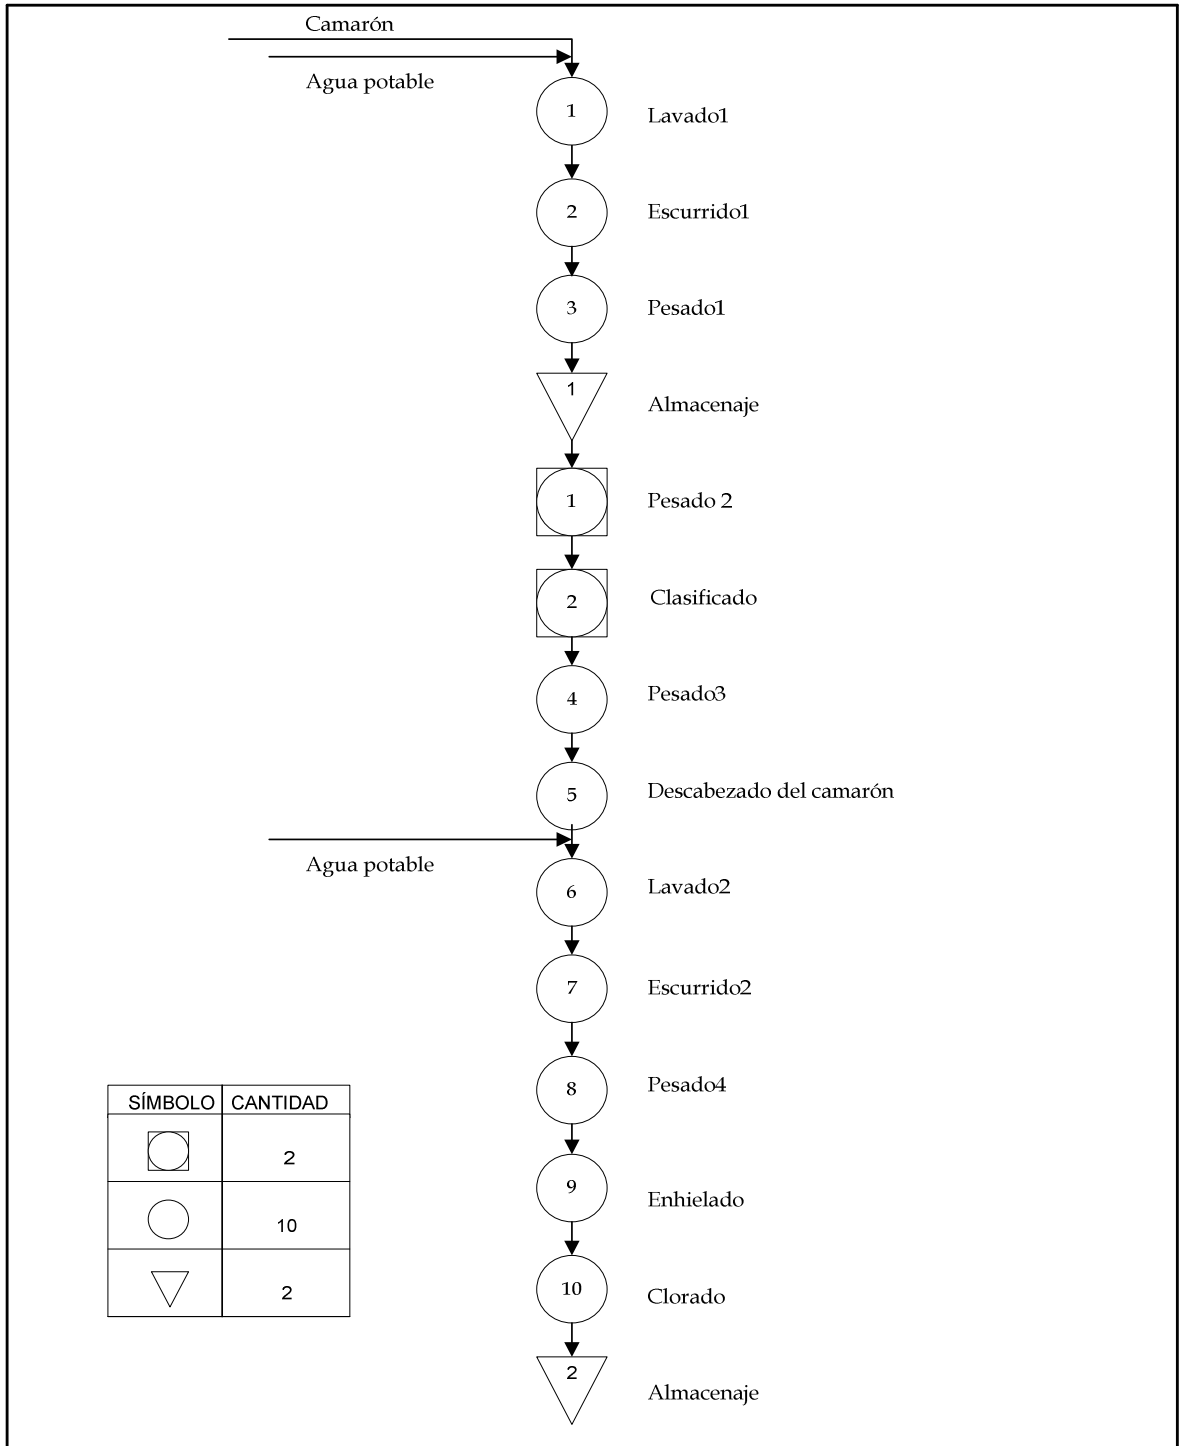 Camarón
Agua potable
1 Lavado1
2 Escurrido1
3 Pesado1
1 Almacenaje
1 Pesado 2
2 Clasificado
4 Pesado3
5 Descabezado del camarón
Agua potable
6 Lavado2
7 Escurrido2
8 Pesado4
9 Enhielado
10 Clorado
2 Almacenaje
SÍMBOLO CANTIDAD
2
10
2